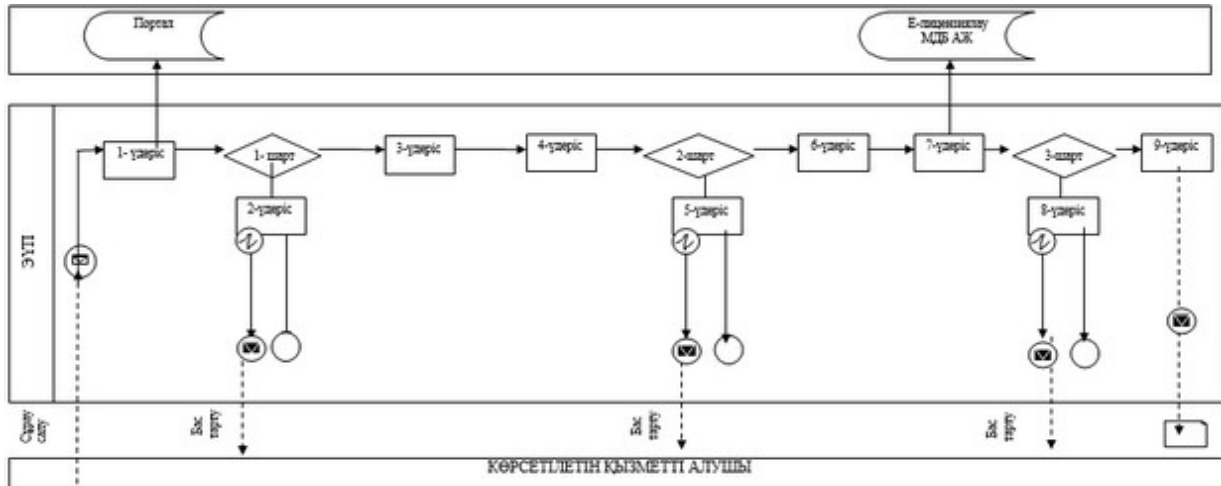 Портал
Е-лицензиялау
МДБ АЖ
1- үдеріс
1- шарт
3-үдеріс
4-үдеріс
2-шарт
6-үдеріс
7-үдеріс
3-шарт
9-үдеріс
2-үдеріс
5-үдеріс
8-үдеріс
ЭҮТІ
Сұрау
салу
Бас
тарту
Бас
тарту
Бас
тарту
КӨРСЕТІЛЕТІН ҚЫЗМЕТТІ АЛУШЫ